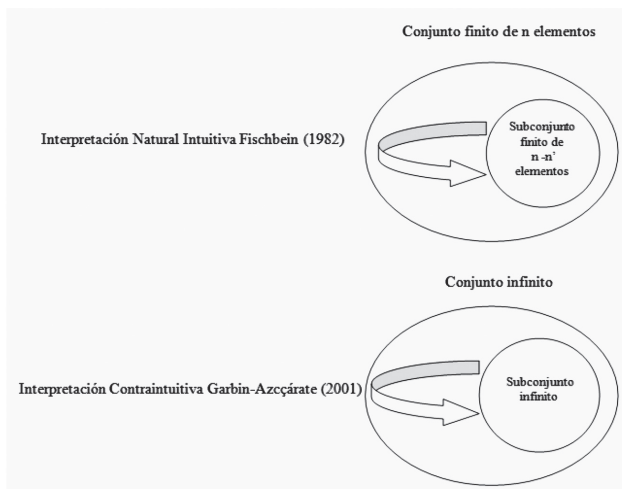 Conjunto finito de n elementos
Interpretación Natural Intuitiva Fischbein (1982)
Subconjunto
finito de
n -n’
elementos
Conjunto infinito
Interpretación Contraintuitiva Garbin-Azcçárate (2001)
Subconjunto
infinito